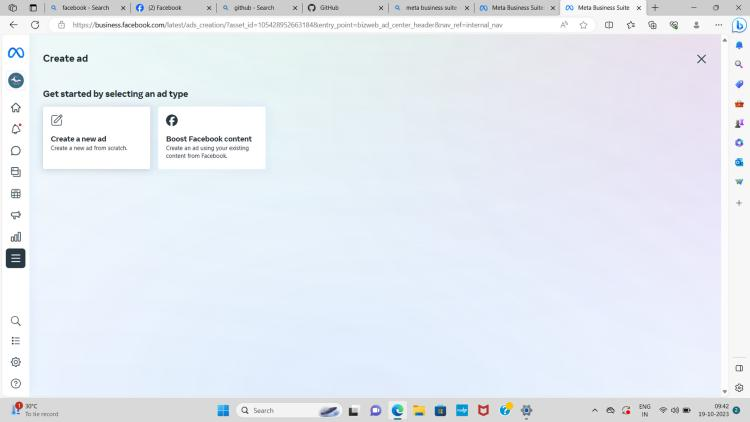 facebook - Search
(2) Facebook
github - Search
GitHub
meta business suite
Meta Business Suite
Meta Business Suite
https://business.facebook.com/latest/ads_creation/?asset_id=105428952663184&entry_point=bizweb_ad_center_header&nav_ref=internal_nav
Create ad
Get started by selecting an ad type
Create a new ad
Create a new ad from scratch.
Boost Facebook content
Create an ad using your existing
content from Facebook.
1
30°C
To tie record
Search
ENG
IN
09:42
19-10-2023
2